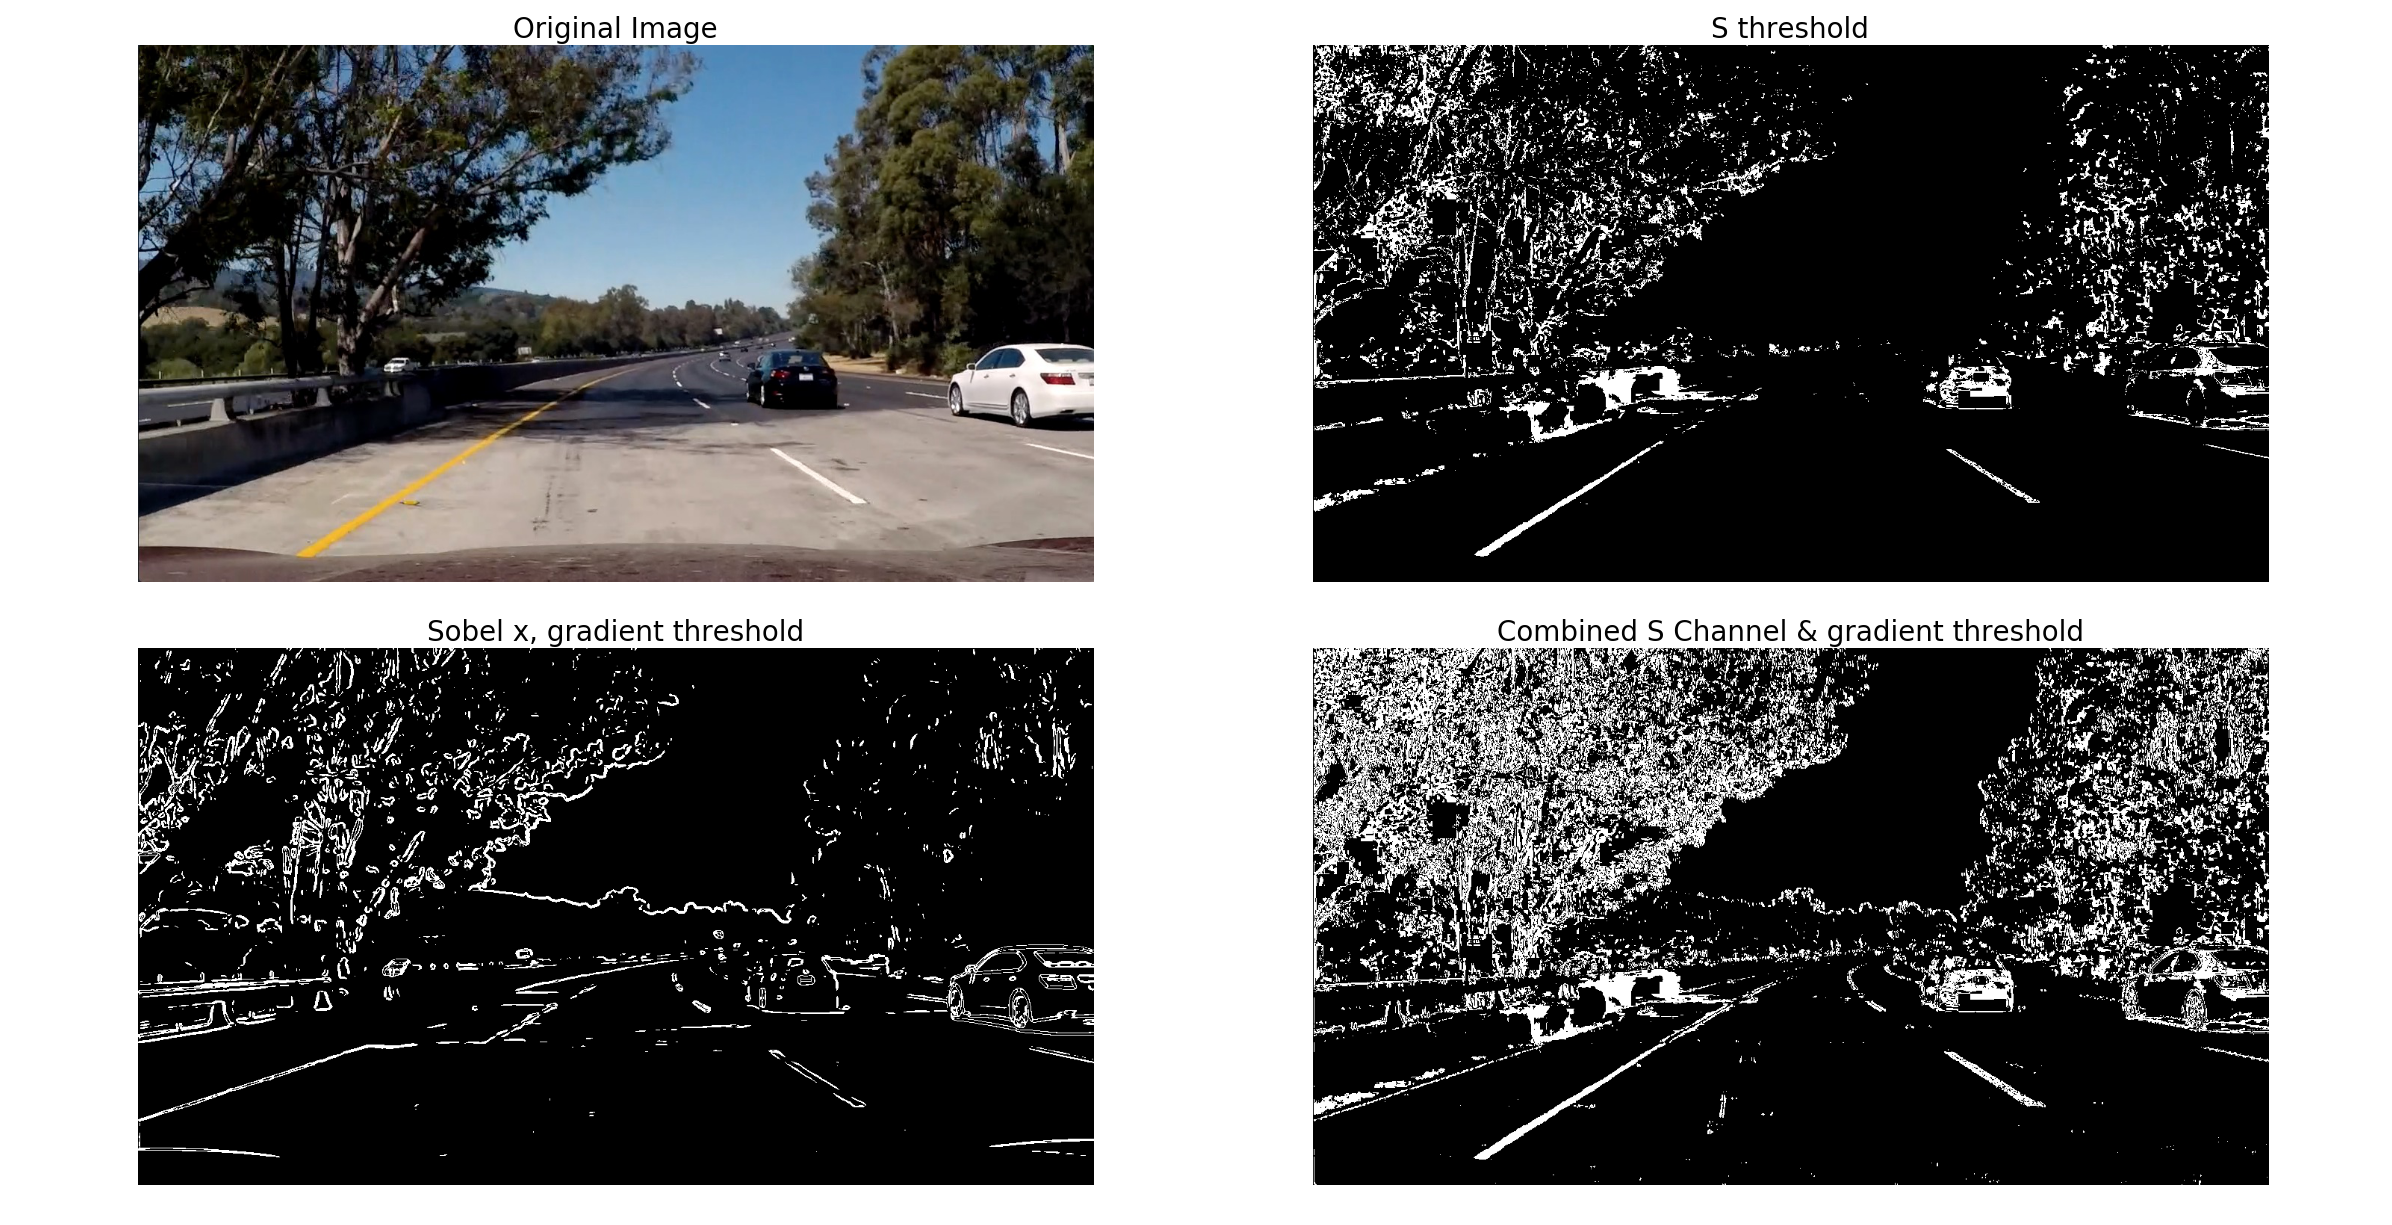 Original Image
S threshold
Sobel x, gradient threshold
Combined S Channel & gradient threshold